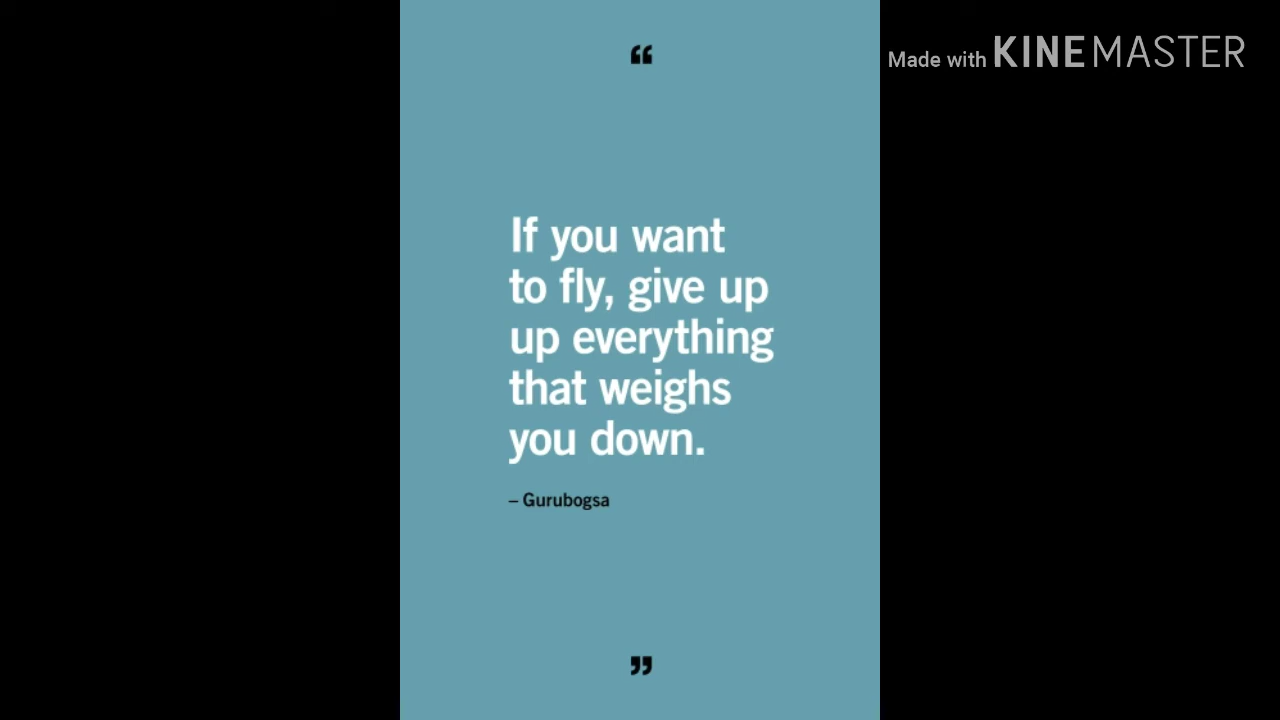 Made with KINEMASTER
“
If you want
to fly, give up
up everything
that weighs
you down.
– Gurubogsa
”